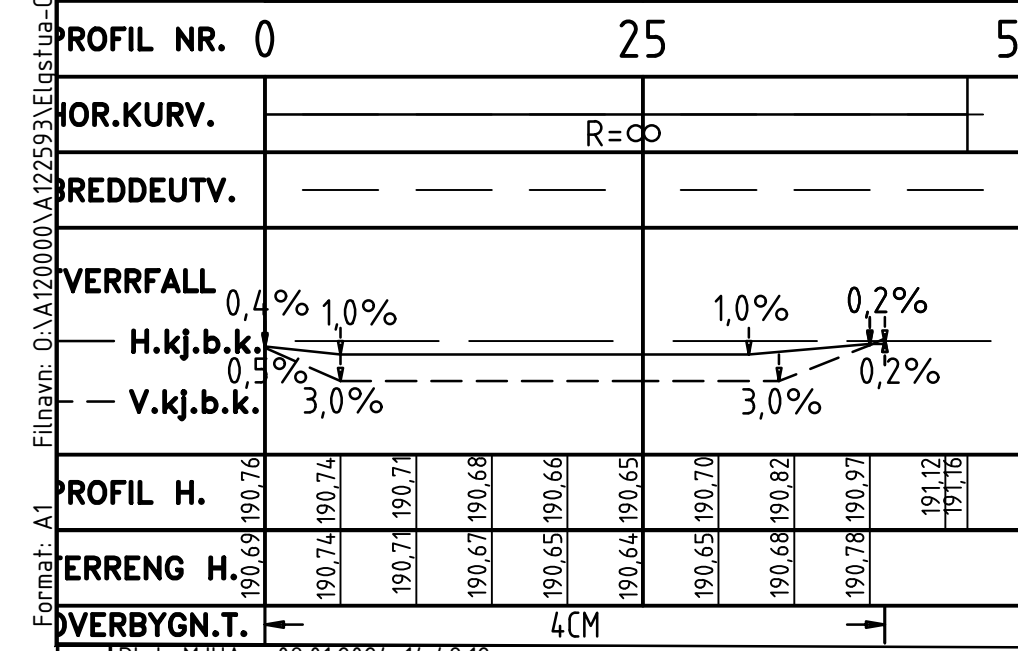 PROFIL NR. 0 25 5
HOR.KURV.
R=∞
BREDDEUTV.
TVERRFALL
0,4% 1,0% 1,0% 0,2%
H.kj.b.k.
0,5% 0,2%
V.kj.b.k. 3,0% 3,0%
PROFIL H. 190,76 190,74 190,71 190,68 190,66 190,65 190,70 190,82 190,97 191,12 191,16
TERRENG H. 190,69 190,74 190,71 190,67 190,65 190,64 190,65 190,68 190,78
OVERBYGN.T. 4CM
Format: A1 Filnavn: O:\A120000\A122593\Elgstua-0